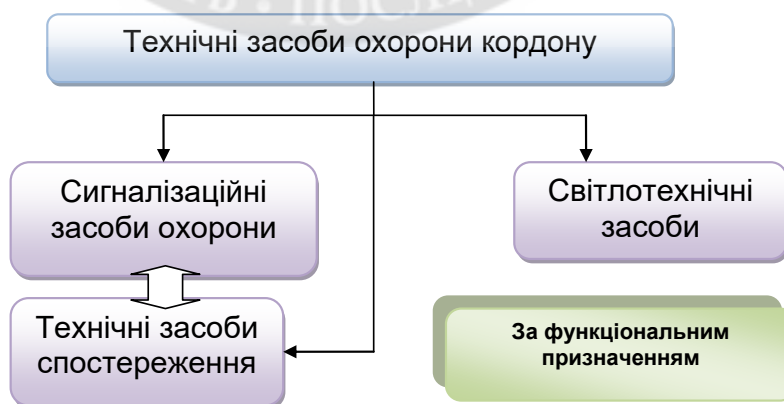 Технічні засоби охорони кордону
Сигналізаційні
засоби охорони
Світлотехнічні
засоби
Технічні засоби
спостереження
За функціональним
призначенням